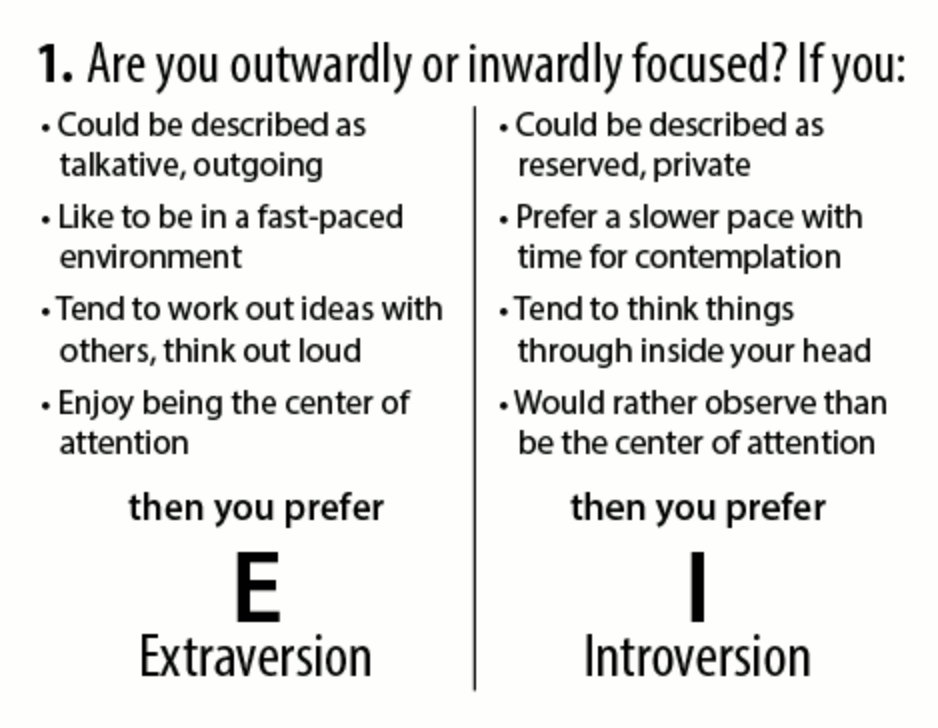 1. Are you outwardly or inwardly focused? If you:
• Could be described as
talkative, outgoing
• Like to be in a fast-paced
environment
• Tend to work out ideas with
others, think out loud
• Enjoy being the center of
attention
then you prefer
E
Extraversion
• Could be described as
reserved, private
• Prefer a slower pace with
time for contemplation
• Tend to think things
through inside your head
• Would rather observe than
be the center of attention
then you prefer
I
Introversion